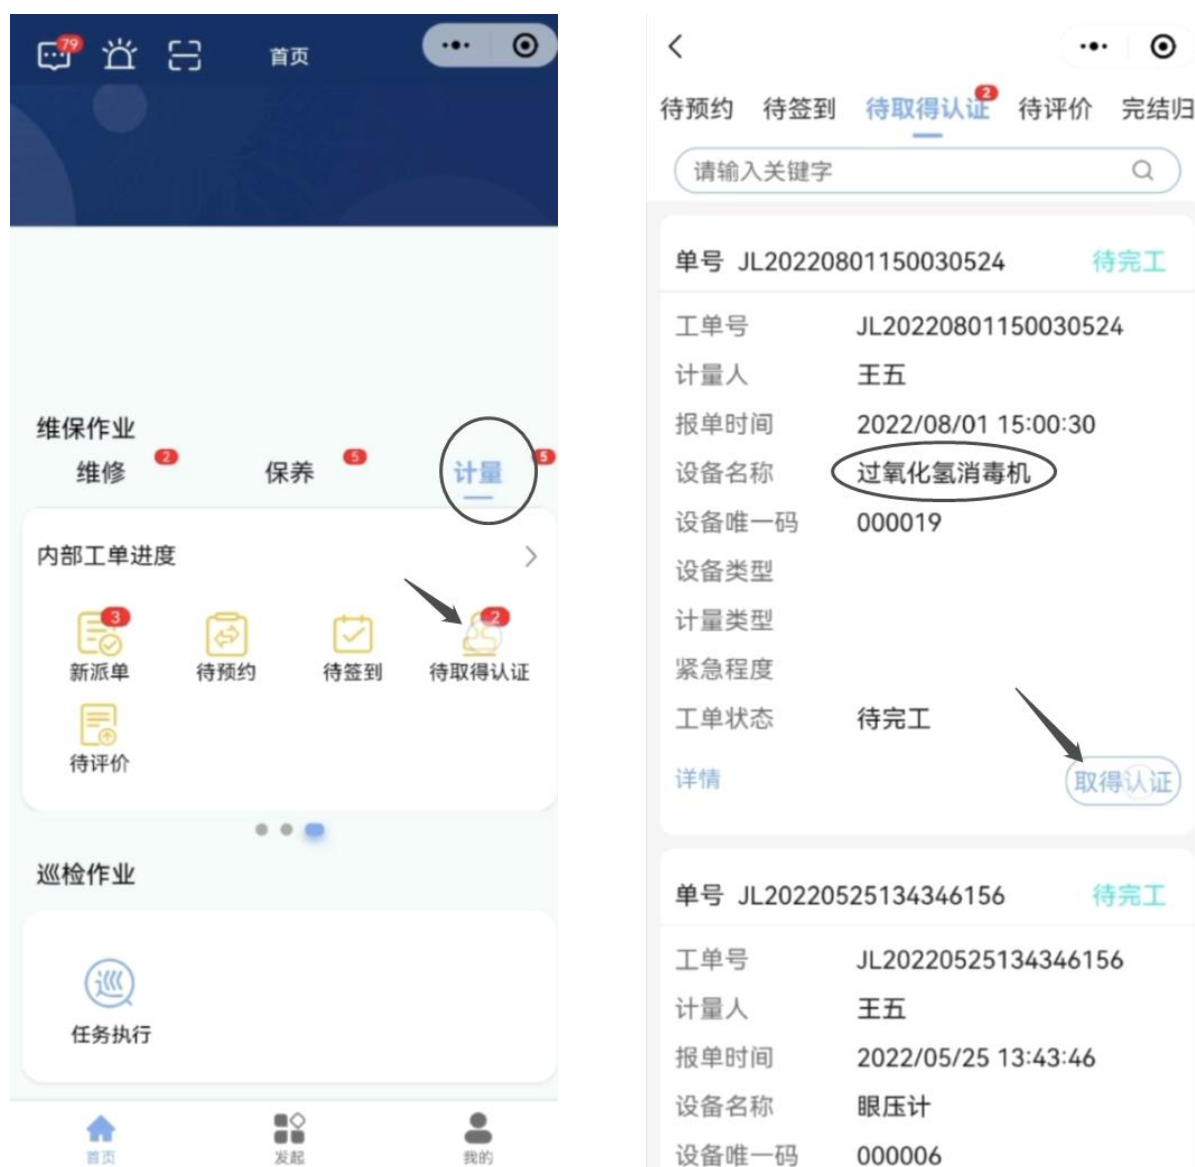 79
首页
维保作业
维修 2 保养 5 计量 5
内部工单进度
3 2
新派单 待预约 待签到 待取得认证
待评价
巡检作业
巡
任务执行
首页 发起 我的
待预约 待签到 待取得认证 2 待评价 完结归
请输入关键字
单号 JL20220801150030524 待完工
工单号 JL20220801150030524
计量人 王五
报单时间 2022/08/01 15:00:30
设备名称 过氧化氢消毒机
设备唯一码 000019
设备类型
计量类型
紧急程度
工单状态 待完工
详情 取得认证
单号 JL20220525134346156 待完工
工单号 JL20220525134346156
计量人 王五
报单时间 2022/05/25 13:43:46
设备名称 眼压计
设备唯一码 000006